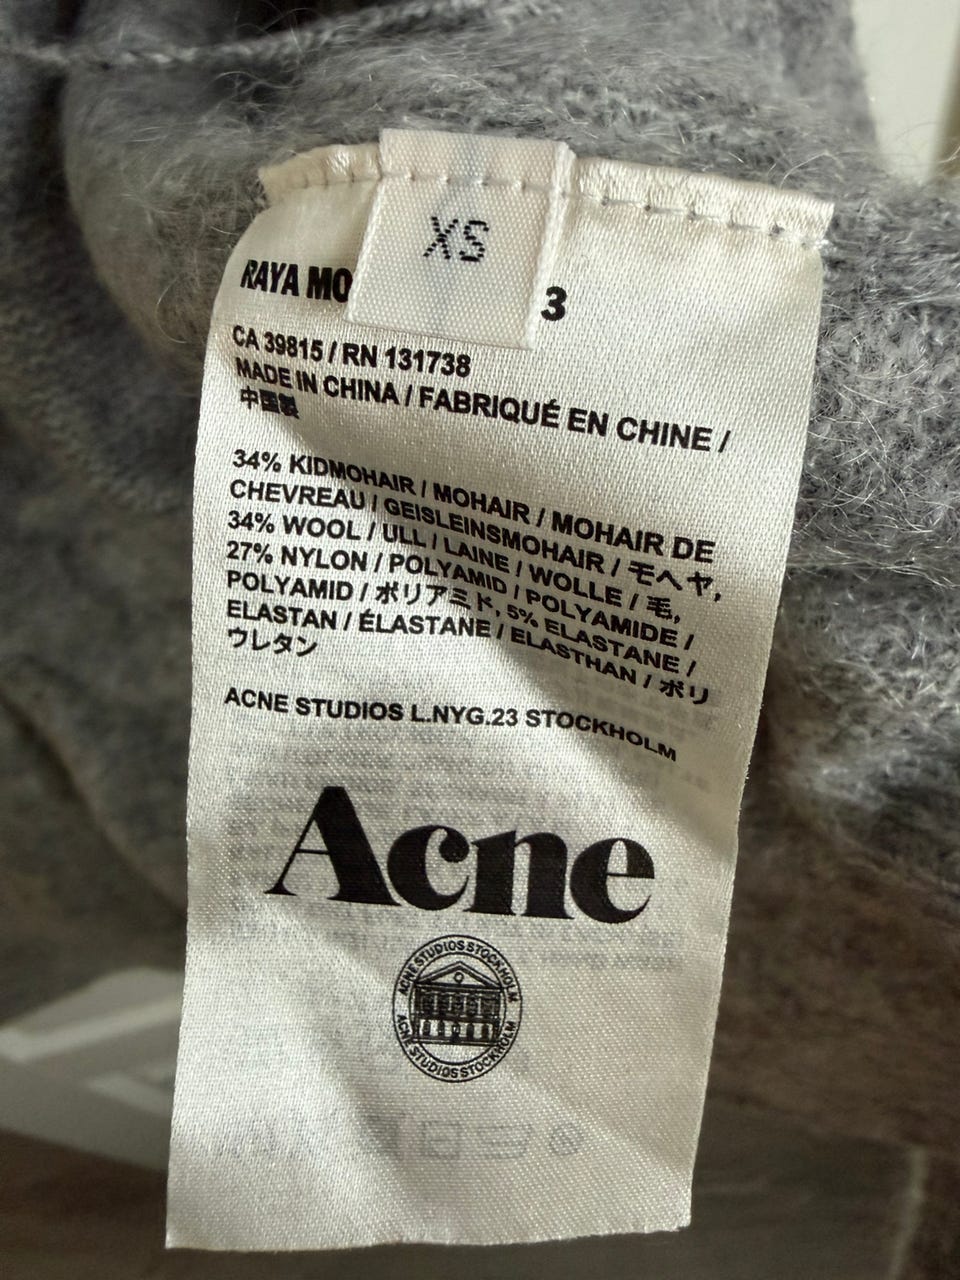 XS
RAYA MO
3
CA 39815 / RN 131738
MADE IN CHINA / FABRIQUÉ EN CHINE /
中国製
34% KIDMOHAIR / MOHAIR / MOHAIR DE
CHEVREAU / GEISLEINSMOHAIR / モヘヤ,
34% WOOL / ULL / LAINE / WOLLE / 毛,
27% NYLON / POLYAMID / POLYAMIDE /
POLYAMID / ポリアミド, 5% ELASTANE /
ELASTAN / ÉLASTANE / ELASTHAN / ポリ
ウレタン
ACNE STUDIOS L.NYG.23 STOCKHOLM
Acne
ACNE STUDIOS STOCKHOLM
ACNE STUDIOS STOCKHOLM